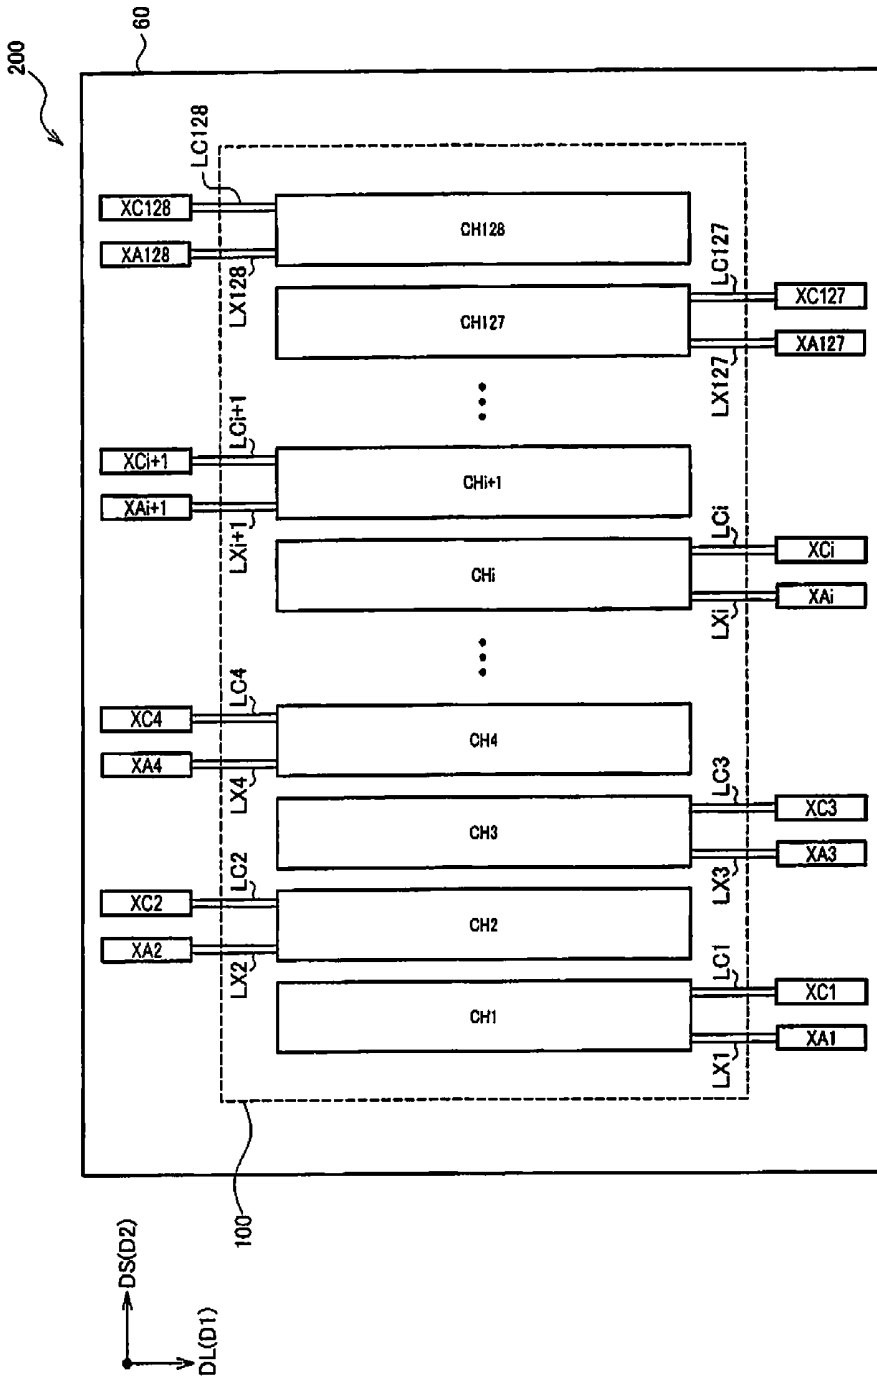 200
60
LC128
XC128
XA128
LX128
CH128
CH127
LC127
XC127
LX127
XA127
XCi+1
LCi+1
XAi+1
LXi+1
CHi+1
CHi
LCi
XCi
LXi
XAi
XC4
LC4
XA4
LX4
CH4
CH3
LC3
XC3
LX3
XA3
XC2
LC2
XA2
LX2
CH2
CH1
LC1
XC1
LX1
XA1
100
DS(D2)
DL(D1)